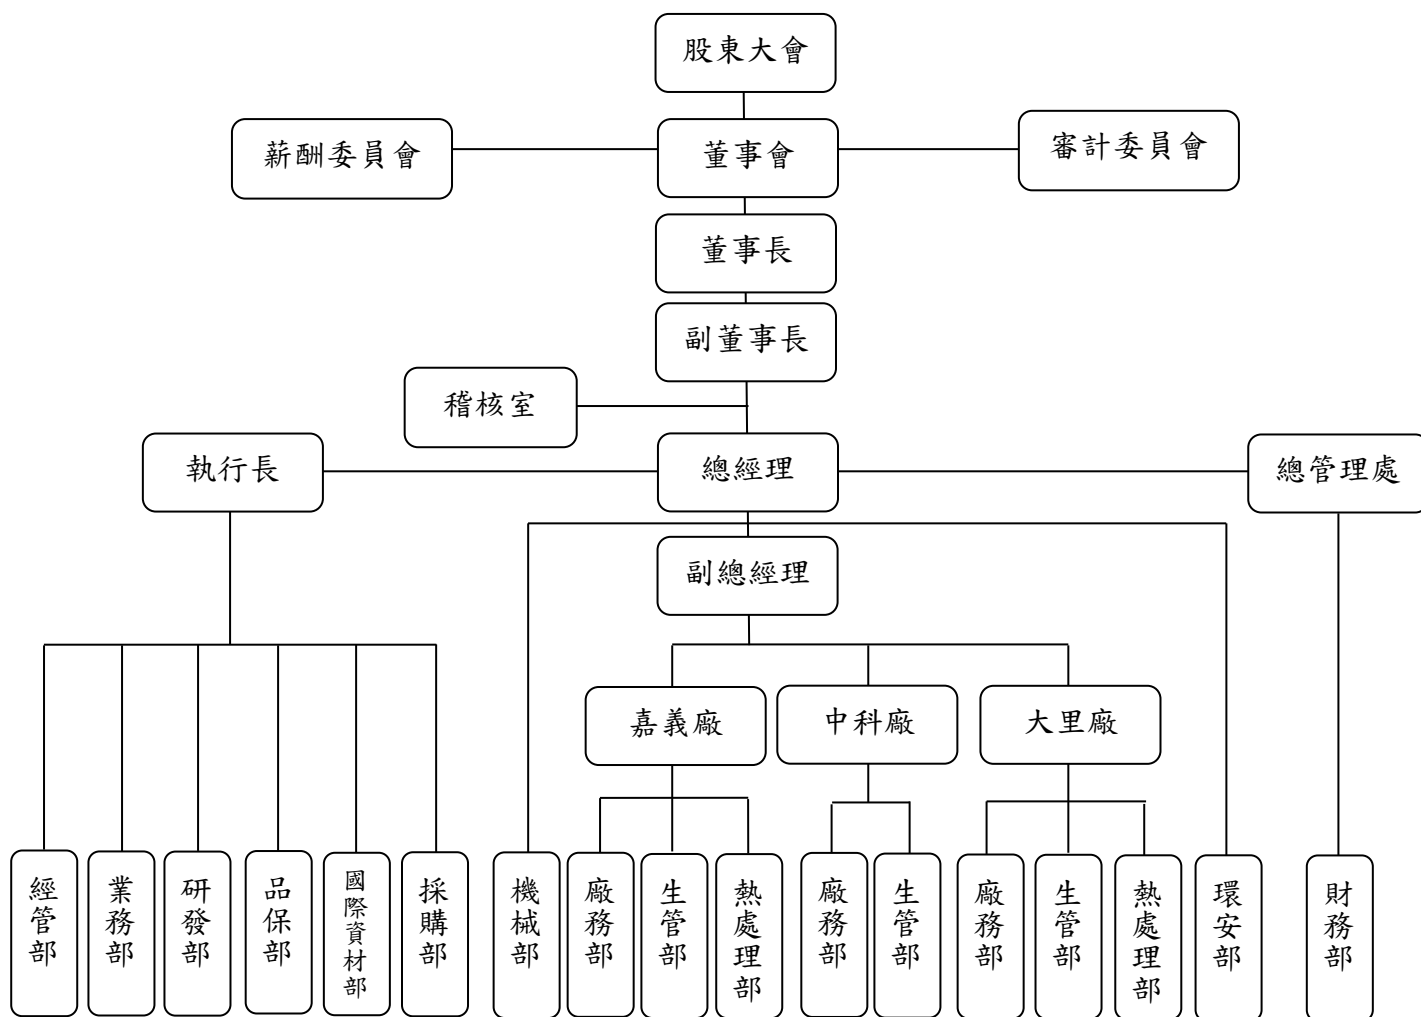 股東大會
薪酬委員會
董事會
審計委員會
董事長
副董事長
稽核室
執行長
總經理
總管理處
副總經理
嘉義廠
中科廠
大里廠
經管部
業務部
研發部
品保部
國際資材部
採購部
機械部
廠務部
生管部
熱處理部
廠務部
生管部
廠務部
生管部
熱處理部
環安部
財務部